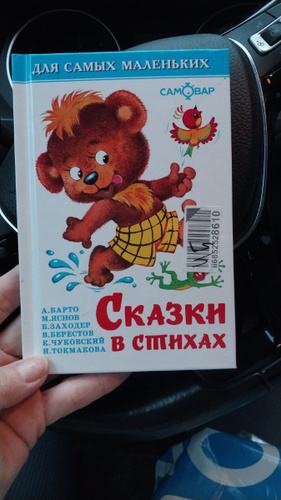 ДЛЯ САМЫХ МАЛЕНЬКИХ
САМОВАР
А.БАРТО
М.ЯСНОВ
Б.ЗАХОДЕР
В.БЕРЕСТОВ
К.ЧУКОВСКИЙ
И.ТОКМАКОВА
СКАЗКИ
В СТИХАХ